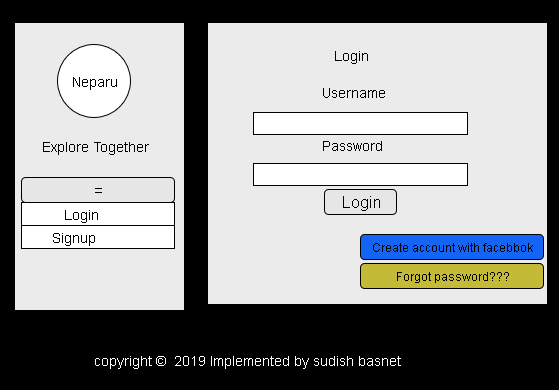 Neparu
Explore Together
=
Login
Signup
Login
Username
Password
Login
Create account with facebbok
Forgot password???
copyright © 2019 Implemented by sudish basnet